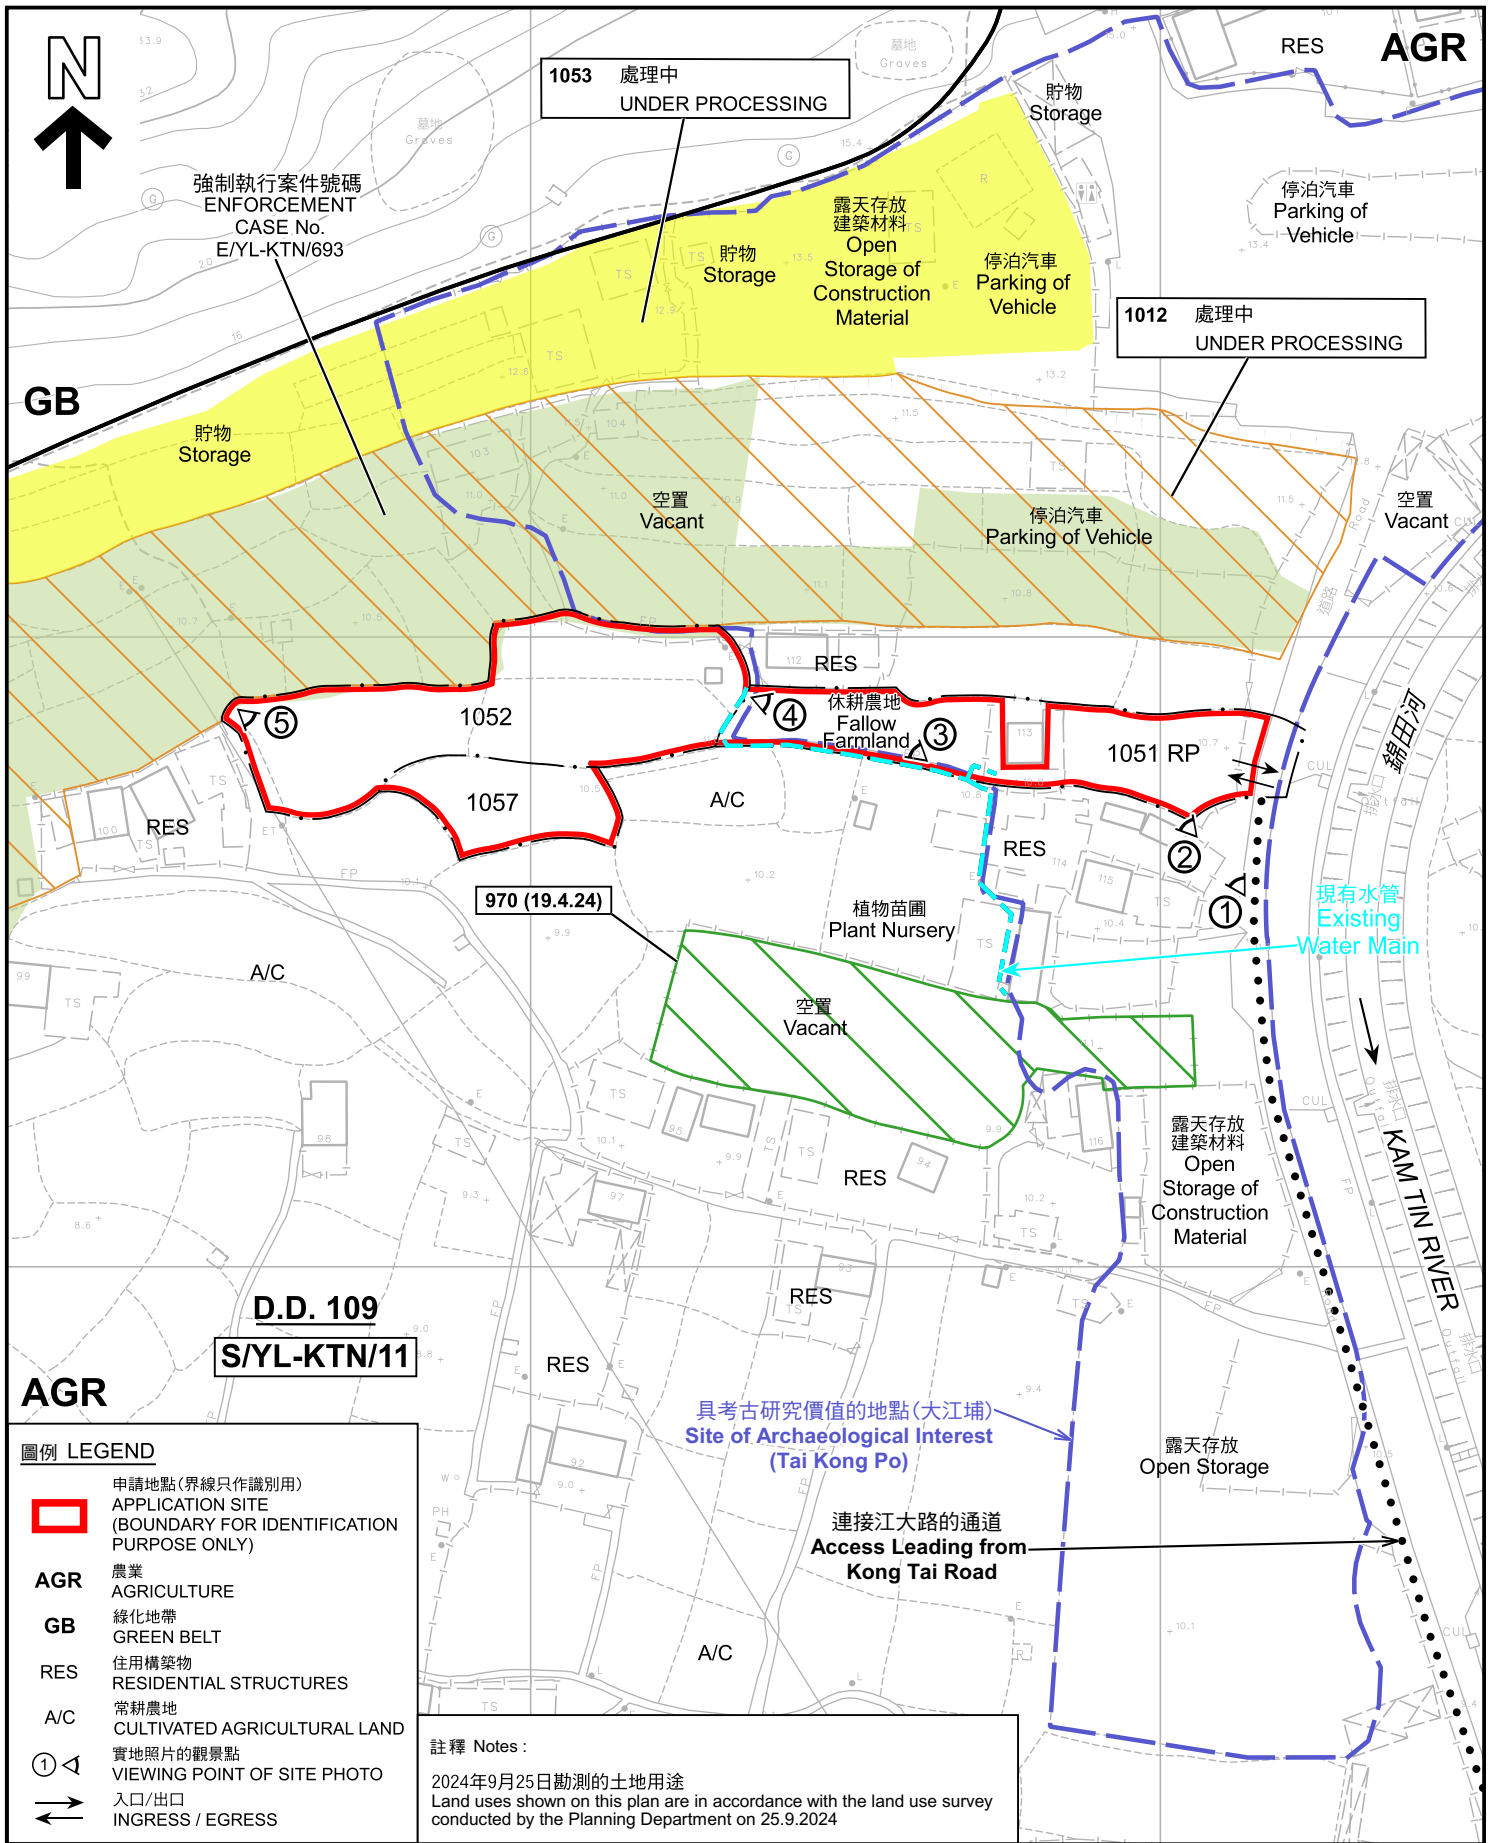 N
AGR
RES
墓地
Graves
墓地
Graves
1053 處理中
UNDER PROCESSING
貯物
Storage
強制執行案件號碼
ENFORCEMENT
CASE No.
E/YL-KTN/693
停泊汽車
Parking of
Vehicle
露天存放
建築材料
Open
Storage of
Construction
Material
貯物
Storage
停泊汽車
Parking of
Vehicle
1012 處理中
UNDER PROCESSING
GB
貯物
Storage
空置
Vacant
空置
Vacant
停泊汽車
Parking of Vehicle
RES
休耕農地
Fallow
Farmland
1052
1051 RP
1057
⑤
④
③
②
①
錦田河
A/C
RES
RES
970 (19.4.24)
植物苗圃
Plant Nursery
現有水管
Existing
Water Main
A/C
空置
Vacant
露天存放
建築材料
Open
Storage of
Construction
Material
KAM TIN RIVER
RES
RES
RES
D.D. 109
S/YL-KTN/11
AGR
具考古研究價值的地點(大江埔)
Site of Archaeological Interest
(Tai Kong Po)
露天存放
Open Storage
連接江大路的通道
Access Leading from
Kong Tai Road
A/C
圖例 LEGEND
申請地點(界線只作識別用)
APPLICATION SITE
(BOUNDARY FOR IDENTIFICATION
PURPOSE ONLY)
AGR 農業
AGRICULTURE
GB 綠化地帶
GREEN BELT
RES 住用構築物
RESIDENTIAL STRUCTURES
A/C 常耕農地
CULTIVATED AGRICULTURAL LAND
① 實地照片的觀景點
VIEWING POINT OF SITE PHOTO
入口/出口
INGRESS / EGRESS
註釋 Notes :
2024年9月25日勘測的土地用途
Land uses shown on this plan are in accordance with the land use survey
conducted by the Planning Department on 25.9.2024